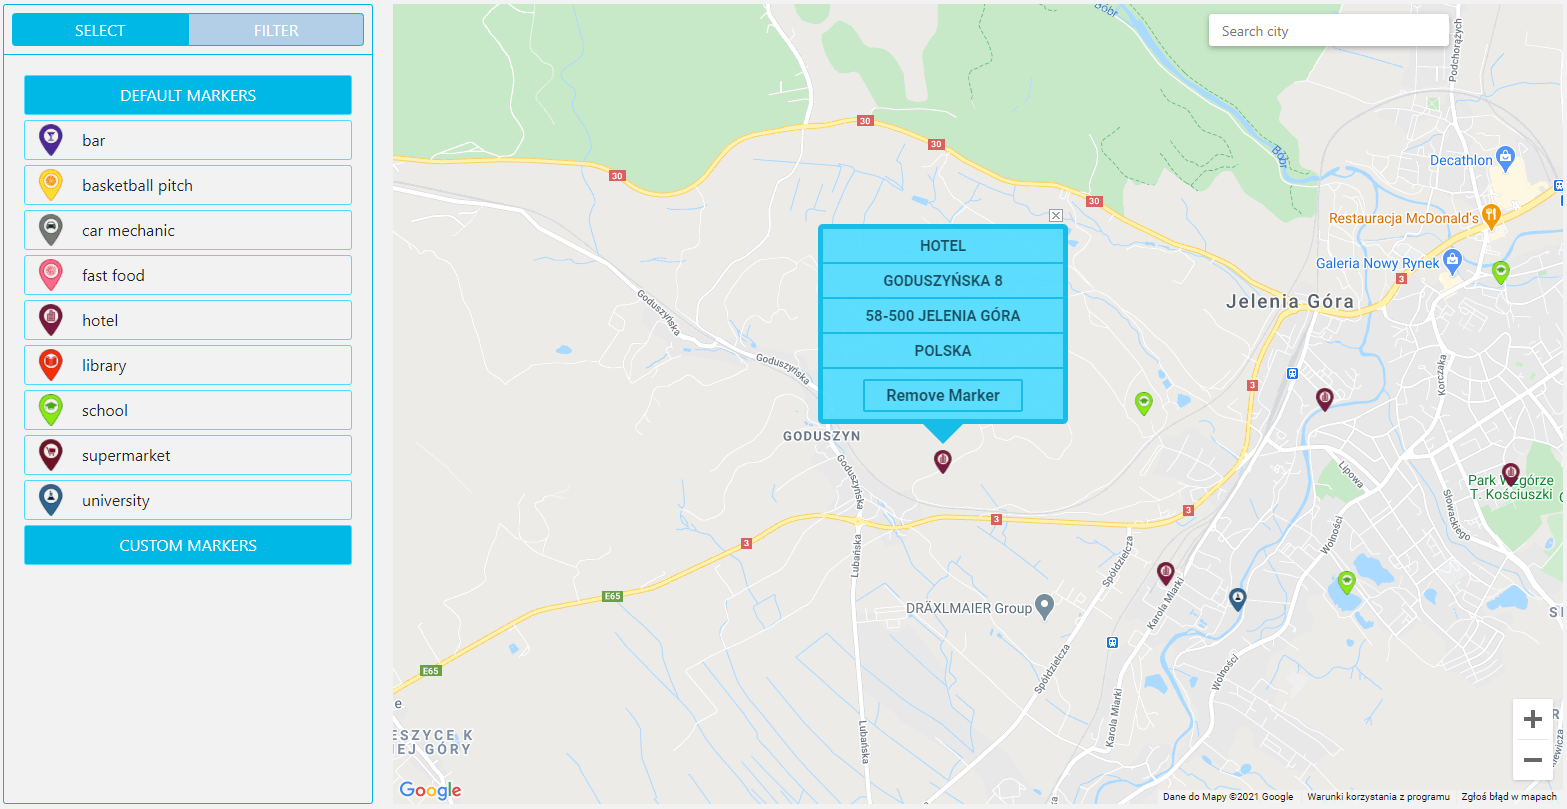 SELECT
FILTER
DEFAULT MARKERS
bar
basketball pitch
car mechanic
fast food
hotel
library
school
supermarket
university
CUSTOM MARKERS
Search city
Bóbr
Podchorążych
30
30
30
30
Bóbr
Decathlon
Restauracja McDonald's
Galeria Nowy Rynek
3
Jelenia Góra
HOTEL
GODUSZYŃSKA 8
58-500 JELENIA GÓRA
POLSKA
Remove Marker
Goduszyńska
Goduszyńska
GODUSZYN
Goduszyńska
3
Korczaka
Lipowa
Park Wzgórze
T. Kościuszki
Słowackiego
Wolności
3
3
3
E65
E65
Lubańska
Spółdzielcza
DRÄXLMAIER Group
Karola Miarki
Wolności
Spółdzielcza
Karola Miarki
Lubańska
ESZYCE K
IEJ GÓRY
Google
Dane do Mapy ©2021 Google
Warunki korzystania z programu
Zgłoś błąd w mapach